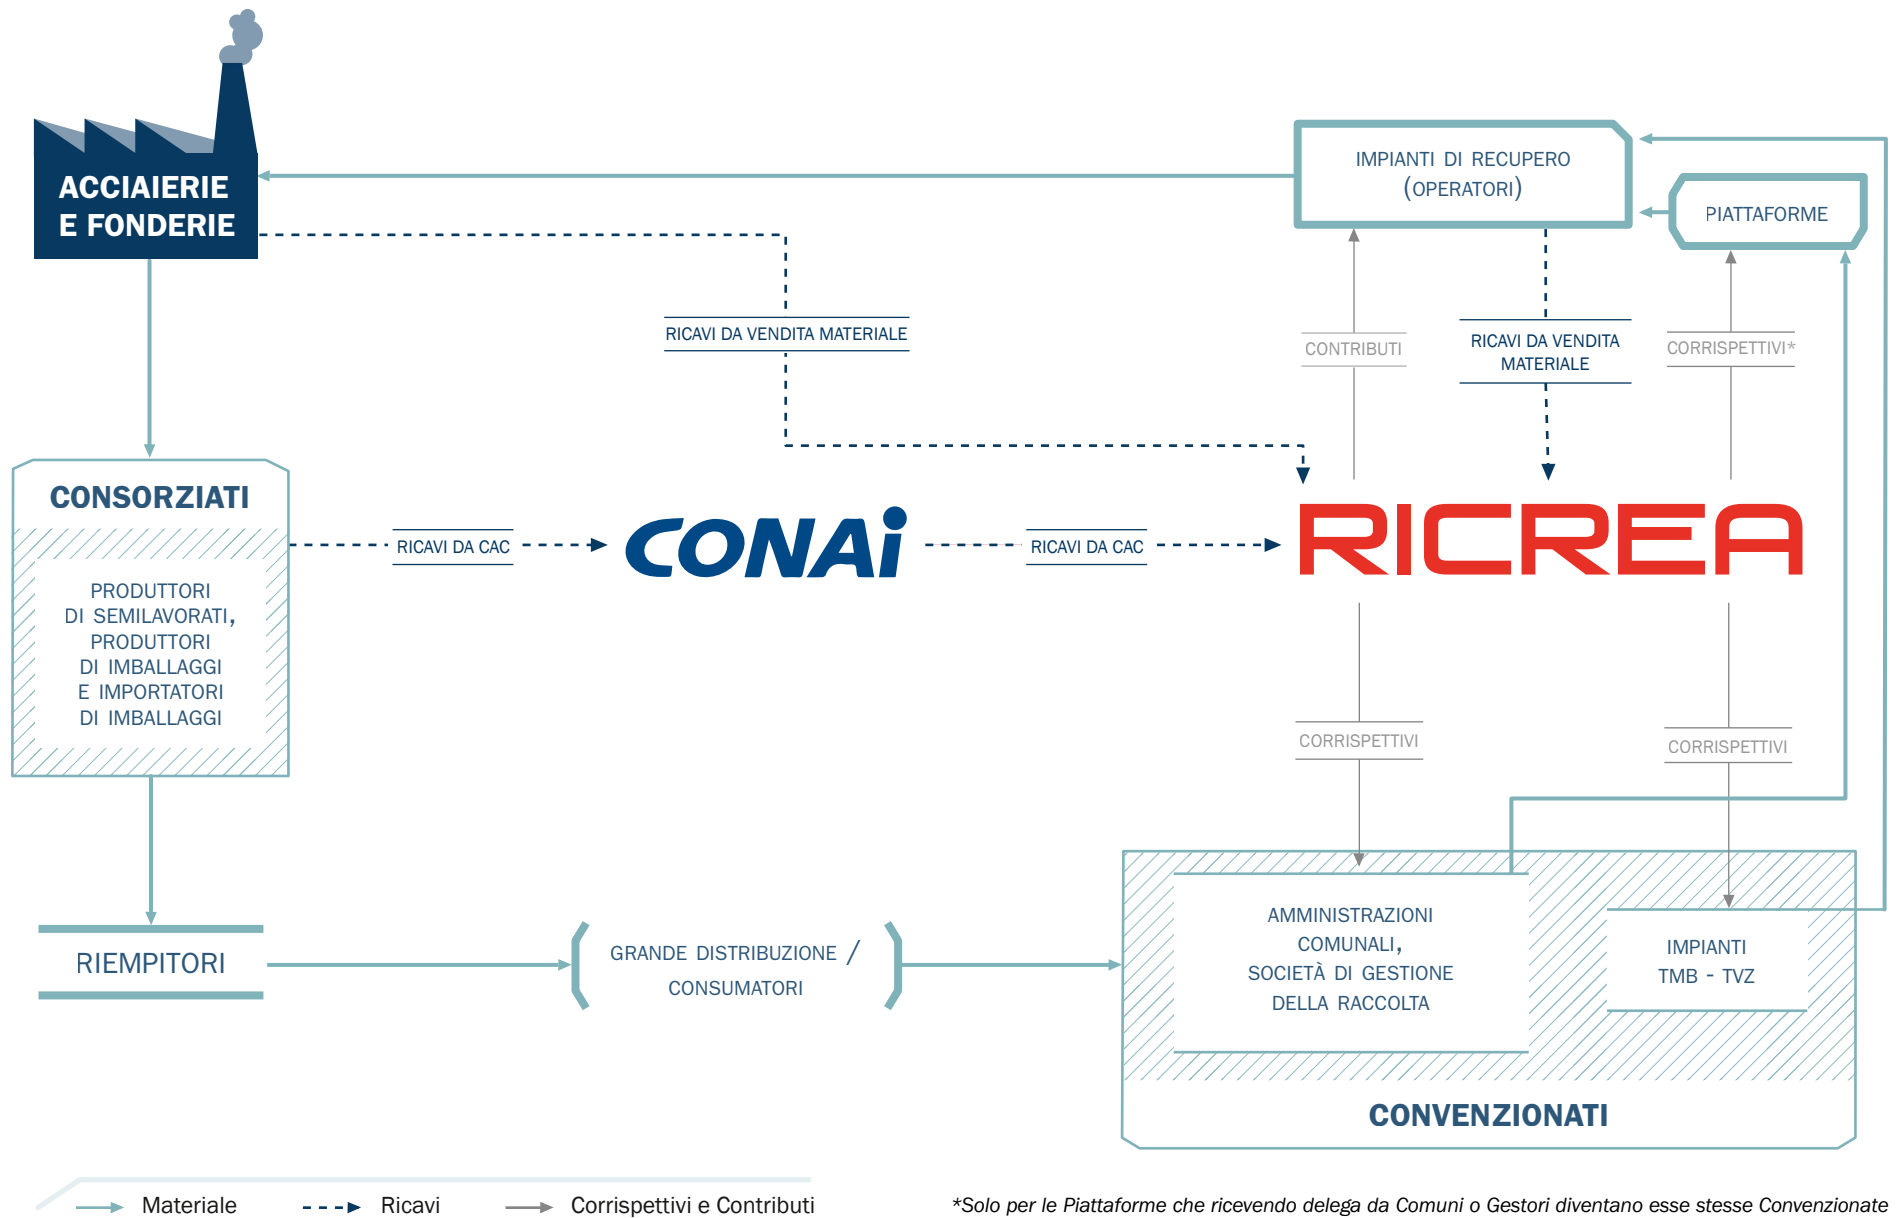 ACCIAIERIE
E FONDERIE
IMPIANTI DI RECUPERO
(OPERATORI)
PIATTAFORME
RICAVI DA VENDITA MATERIALE
CONTRIBUTI
RICAVI DA VENDITA
MATERIALE
CORRISPETTIVI*
CONSORZIATI
PRODUTTORI
DI SEMILAVORATI,
PRODUTTORI
DI IMBALLAGGI
E IMPORTATORI
DI IMBALLAGGI
RICAVI DA CAC
CONAi
RICAVI DA CAC
RICREA
CORRISPETTIVI
CORRISPETTIVI
RIEMPITORI
GRANDE DISTRIBUZIONE /
CONSUMATORI
AMMINISTRAZIONI
COMUNALI,
SOCIETÀ DI GESTIONE
DELLA RACCOLTA
IMPIANTI
TMB - TVZ
CONVENZIONATI
Materiale
Ricavi
Corrispettivi e Contributi
*Solo per le Piattaforme che ricevendo delega da Comuni o Gestori diventano esse stesse Convenzionate